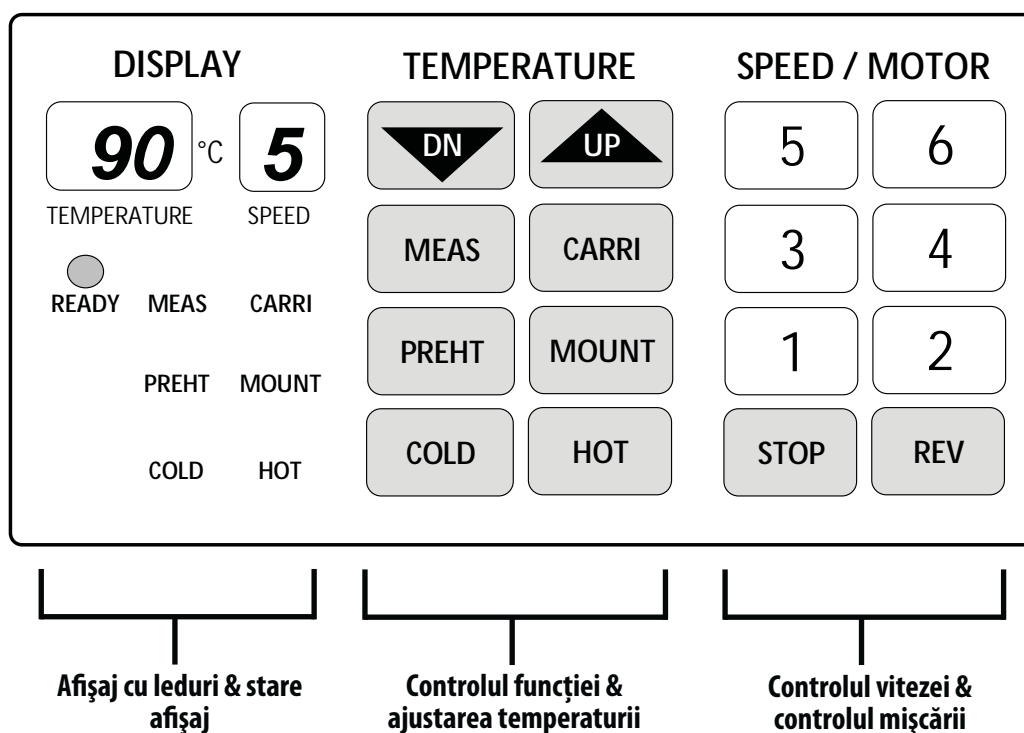 DISPLAY
90 °C 5
TEMPERATURE SPEED
READY MEAS CARRI
PREHT MOUNT
COLD HOT
TEMPERATURE
DN UP
MEAS CARRI
PREHT MOUNT
COLD HOT
SPEED / MOTOR
5 6
3 4
1 2
STOP REV
Afişaj cu leduri & stare
afişaj
Controlul funcției &
ajustarea temperaturii
Controlul vitezei &
controlul mişcării